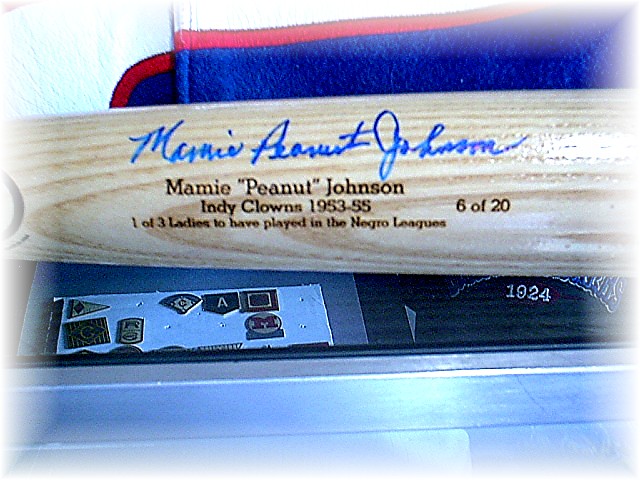 Mamie Peanut Johnson
Mamie "Peanut" Johnson
Indy Clowns 1953-55 6 of 20
1 of 3 Ladies to have played in the Negro Leagues
A
M
1924